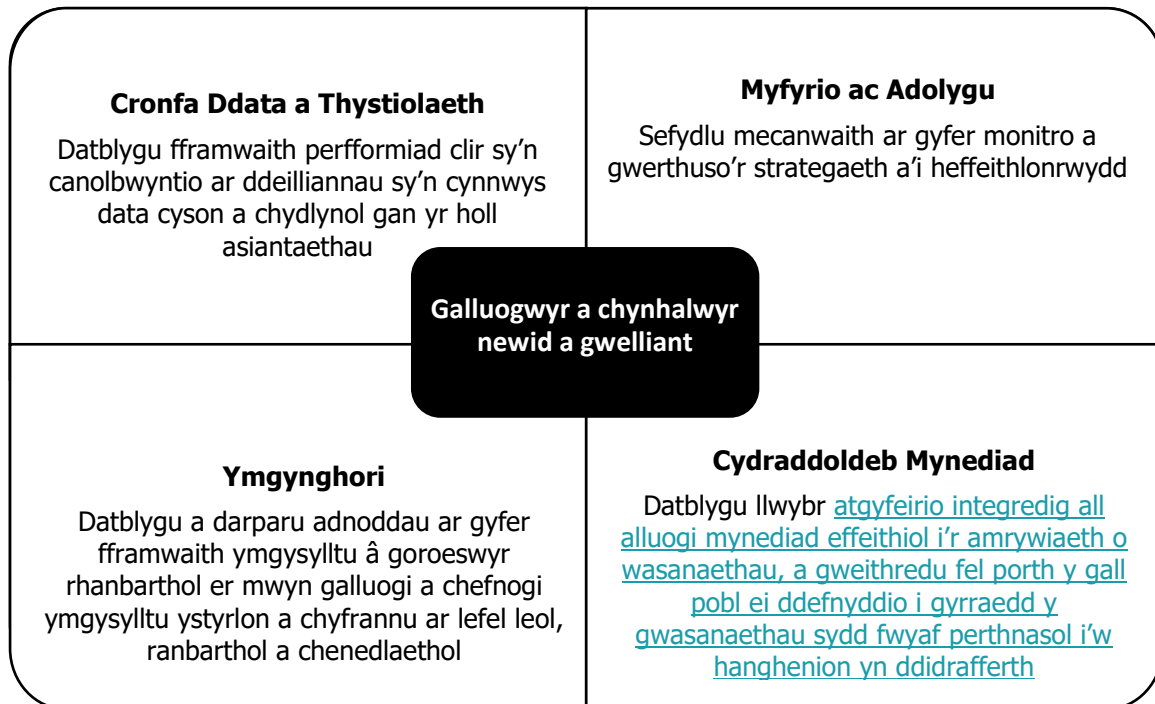 Cronfa Ddata a Thystiolaeth
Datblygu fframwaith perfformiad clir sy'n
canolbwyntio ar ddeilliannau sy'n cynnwys
data cyson a chydlynol gan yr holl
asiantaethau
Myfyrio ac Adolygu
Sefydlu mecanwaith ar gyfer monitro a
gwerthuso'r strategaeth a'i heffeithlonrwydd
Galluogwyr a chynhalwyr
newid a gwelliant
Ymgynghori
Datblygu a darparu adnoddau ar gyfer
fframwaith ymgysylltu â goroeswyr
rhanbarthol er mwyn galluogi a chefnogi
ymgysylltu ystyrlon a chyfrannu ar lefel leol,
ranbarthol a chenedlaethol
Cydraddoldeb Mynediad
Datblygu llwybr atgyfeirio integredig all
alluogi mynediad effeithiol i'r amrywiaeth o
wasanaethau, a gweithredu fel porth y gall
pobl ei ddefnyddio i gyrraedd y
gwasanaethau sydd fwyaf perthnasol i'w
hanghenion yn ddidrafferth